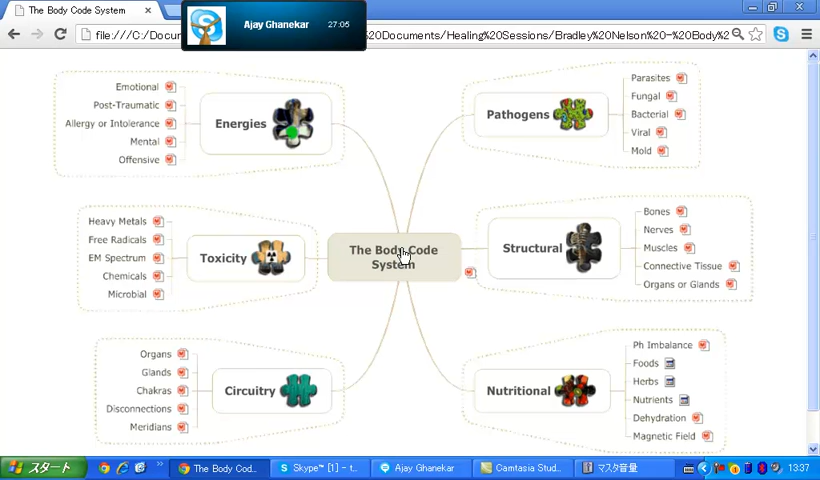 The Body Code System
Ajay Ghanekar
27:05
file:///C:/Docum
%20Documents/Healing%20Sessions/Bradley%20Nelson%20-%20Body%2
Energies
Emotional
Post-Traumatic
Allergy or Intolerance
Mental
Offensive
Pathogens
Parasites
Fungal
Bacterial
Viral
Mold
Toxicity
Heavy Metals
Free Radicals
EM Spectrum
Chemicals
Microbial
The Body Code
System
Structural
Bones
Nerves
Muscles
Connective Tissue
Organs or Glands
Circuitry
Organs
Glands
Chakras
Disconnections
Meridians
Nutritional
Ph Imbalance
Foods
Herbs
Nutrients
Dehydration
Magnetic Field
スタート
The Body Cod...
Skype™ [1] - t...
Ajay Ghanekar
Camtasia Stud...
マスタ音量
13:37